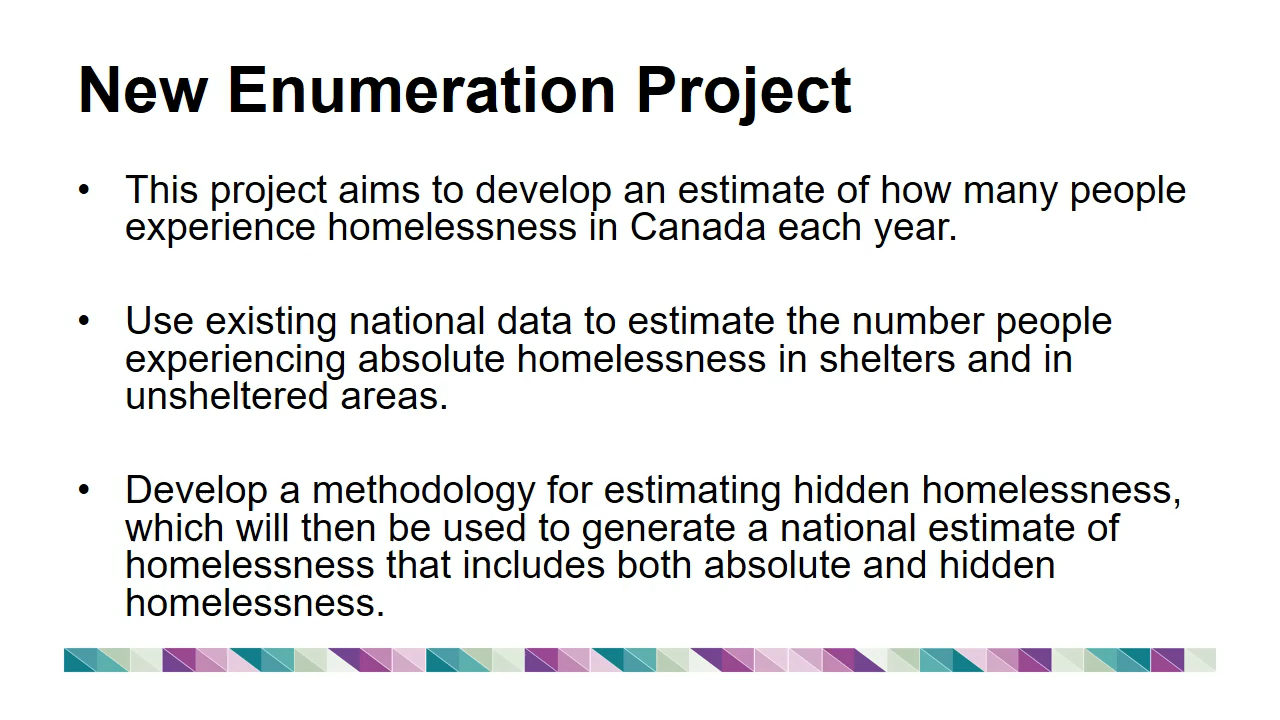 New Enumeration Project
• This project aims to develop an estimate of how many people
experience homelessness in Canada each year.
• Use existing national data to estimate the number people
experiencing absolute homelessness in shelters and in
unsheltered areas.
• Develop a methodology for estimating hidden homelessness,
which will then be used to generate a national estimate of
homelessness that includes both absolute and hidden
homelessness.